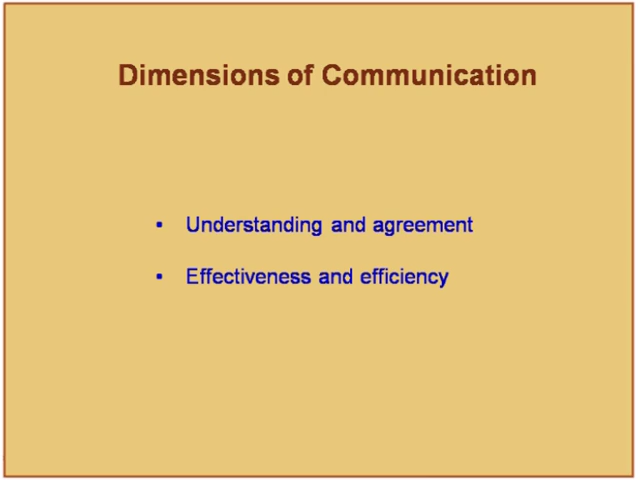 Dimensions of Communication
▪ Understanding and agreement
▪ Effectiveness and efficiency